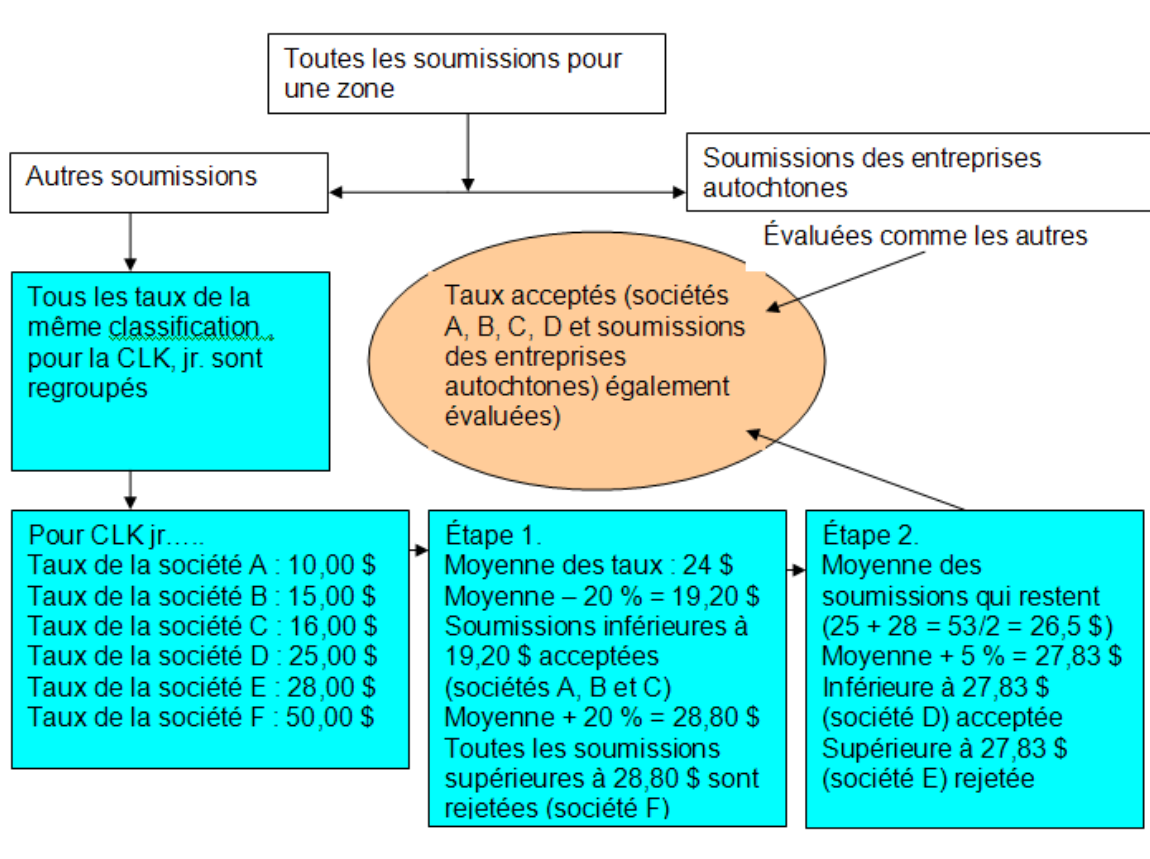 Toutes les soumissions pour
une zone
Autres soumissions
Soumissions des entreprises
autochtones
Évaluées comme les autres
Tous les taux de la
même classification ,
pour la CLK, jr. sont
regroupés
Taux acceptés (sociétés
A, B, C, D et soumissions
des entreprises
autochtones) également
évaluées)
Pour CLK jr…..
Taux de la société A : 10,00 $
Taux de la société B : 15,00 $
Taux de la société C : 16,00 $
Taux de la société D : 25,00 $
Taux de la société E : 28,00 $
Taux de la société F : 50,00 $
Étape 1.
Moyenne des taux : 24 $
Moyenne – 20 % = 19,20 $
Soumissions inférieures à
19,20 $ acceptées
(sociétés A, B et C)
Moyenne + 20 % = 28,80 $
Toutes les soumissions
supérieures à 28,80 $ sont
rejetées (société F)
Étape 2.
Moyenne des
soumissions qui restent
(25 + 28 = 53/2 = 26,5 $)
Moyenne + 5 % = 27,83 $
Inférieure à 27,83 $
(société D) acceptée
Supérieure à 27,83 $
(société E) rejetée